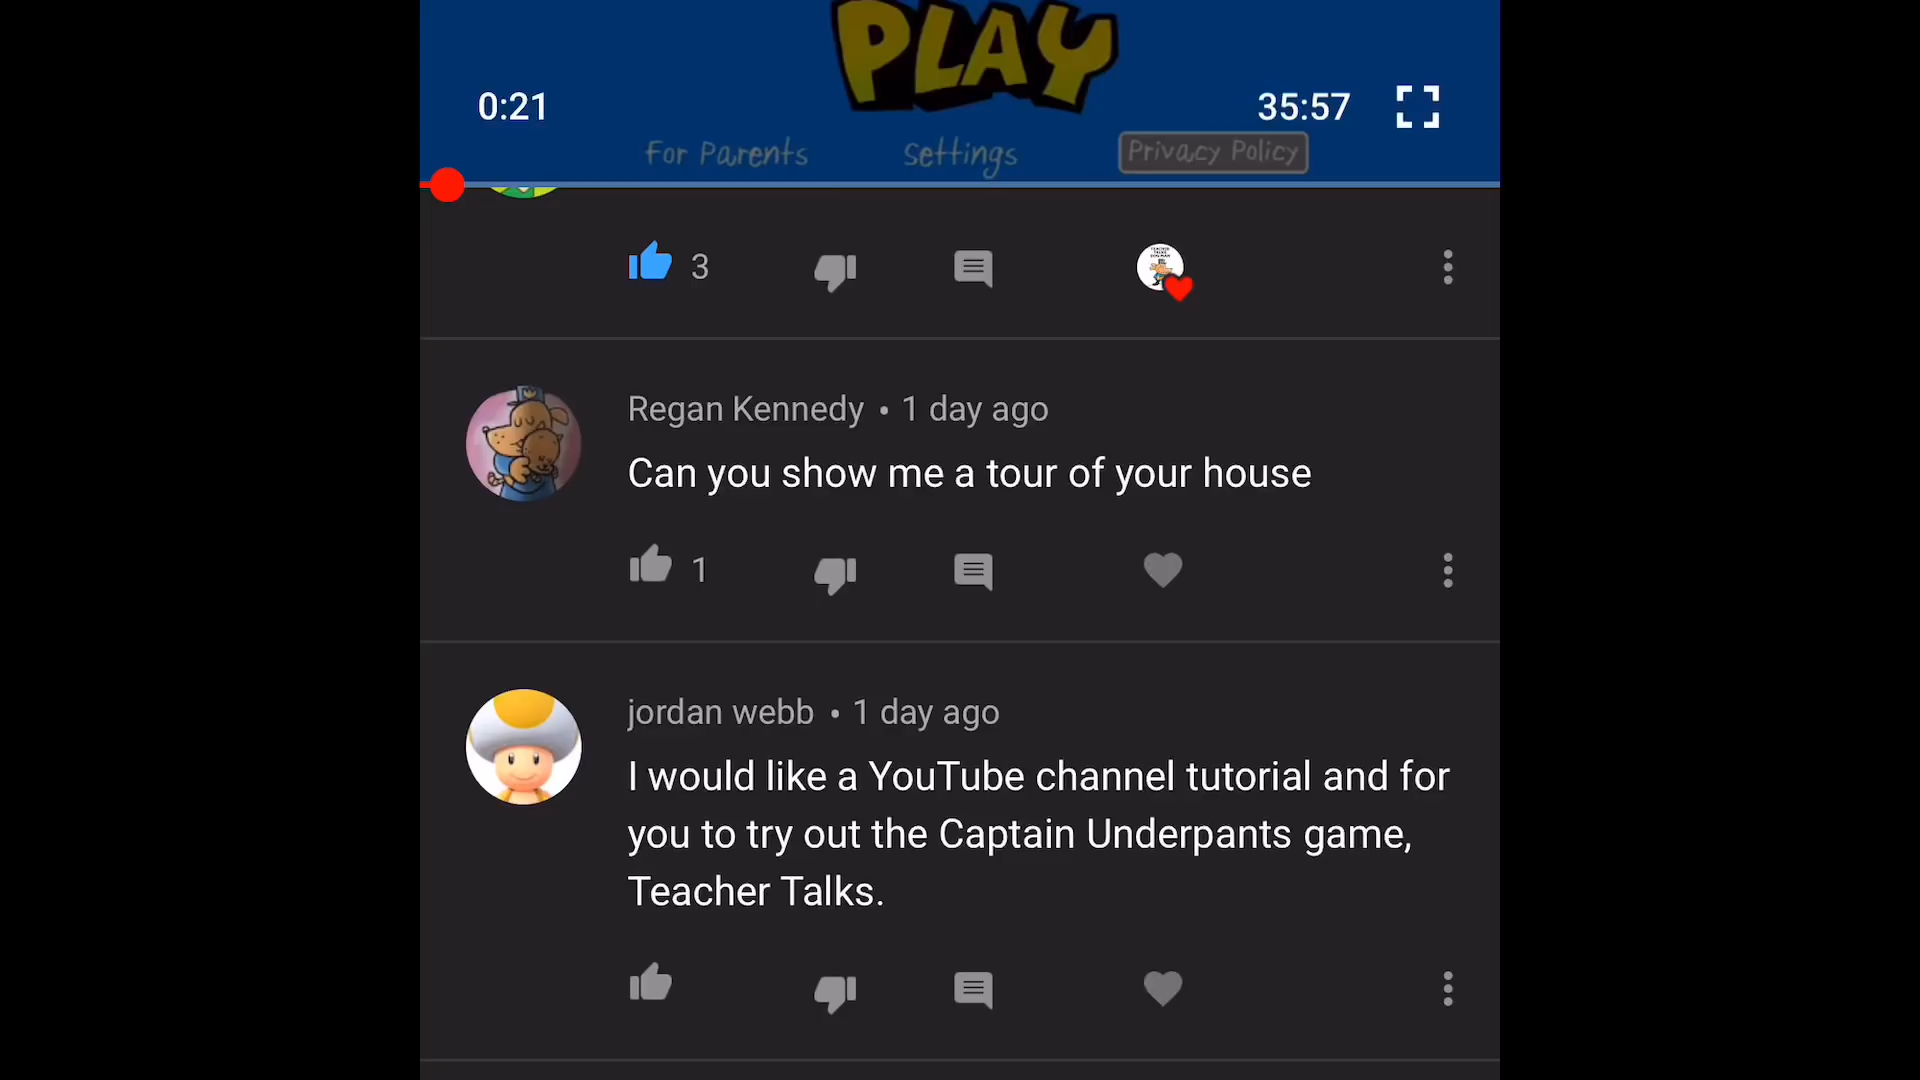 PLAY
0:21
35:57
For Parents
Settings
Privacy Policy
3
Regan Kennedy • 1 day ago
Can you show me a tour of your house
1
jordan webb • 1 day ago
I would like a YouTube channel tutorial and for
you to try out the Captain Underpants game,
Teacher Talks.